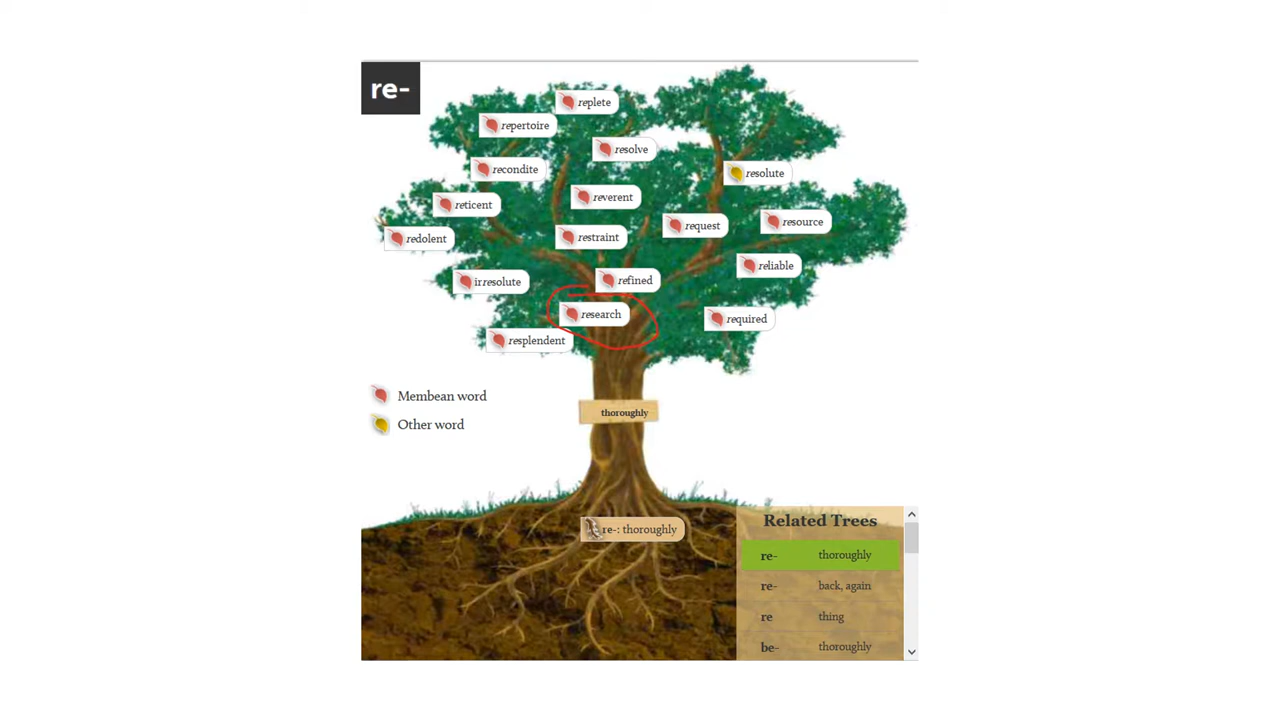 re-
replete
repertoire
resolve
recondite
resolute
reverent
reticent
request
resource
restraint
redolent
reliable
irresolute
refined
research
required
resplendent
Membean word
thoroughly
Other word
re-: thoroughly
Related Trees
re- thoroughly
re- back, again
re thing
be- thoroughly